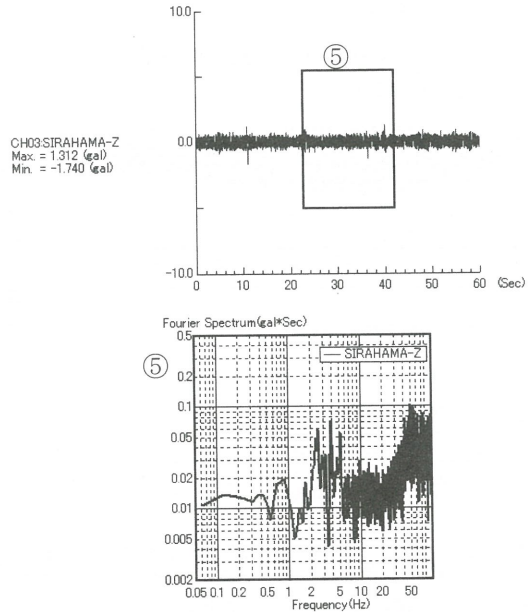 10.0
⑤
CH03:SIRAHAMA-Z
Max. = 1.312 (gal)
Min. = -1.740 (gal)
0.0
-10.0
0 10 20 30 40 50 60 (Sec)
Fourier Spectrum(gal*Sec)
⑤
0.5
SIRAHAMA-Z
0.2
0.1
0.05
0.02
0.01
0.005
0.002
0.05 0.1 0.2 0.5 1 2 5 10 20 50
Frequency(Hz)